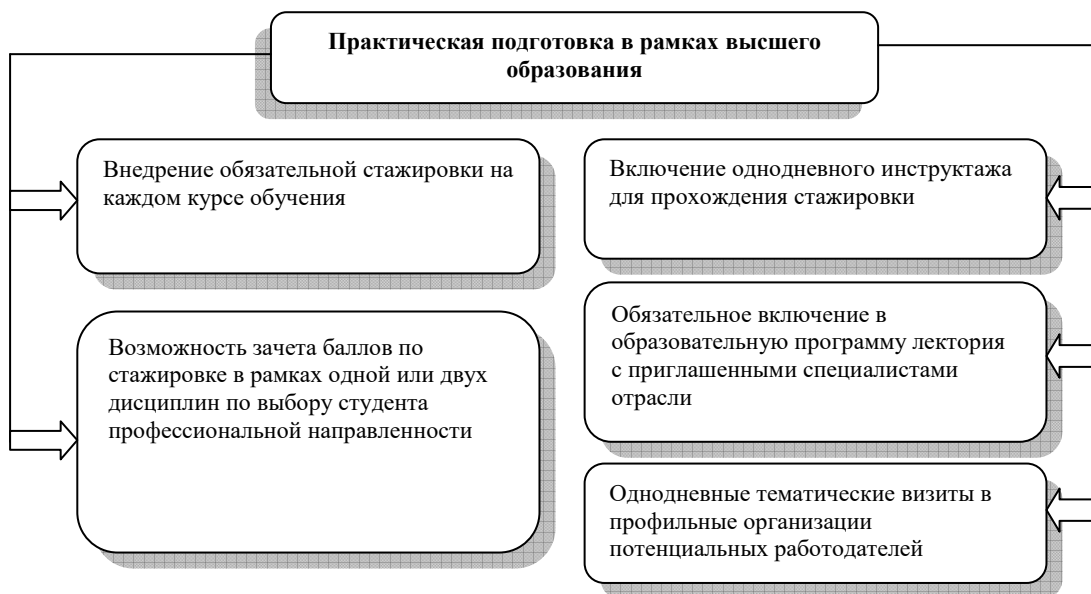 Практическая подготовка в рамках высшего
образования
Внедрение обязательной стажировки на
каждом курсе обучения
Возможность зачета баллов по
стажировке в рамках одной или двух
дисциплин по выбору студента
профессиональной направленности
Включение однодневного инструктажа
для прохождения стажировки
Обязательное включение в
образовательную программу лектория
с приглашенными специалистами
отрасли
Однодневные тематические визиты в
профильные организации
потенциальных работодателей